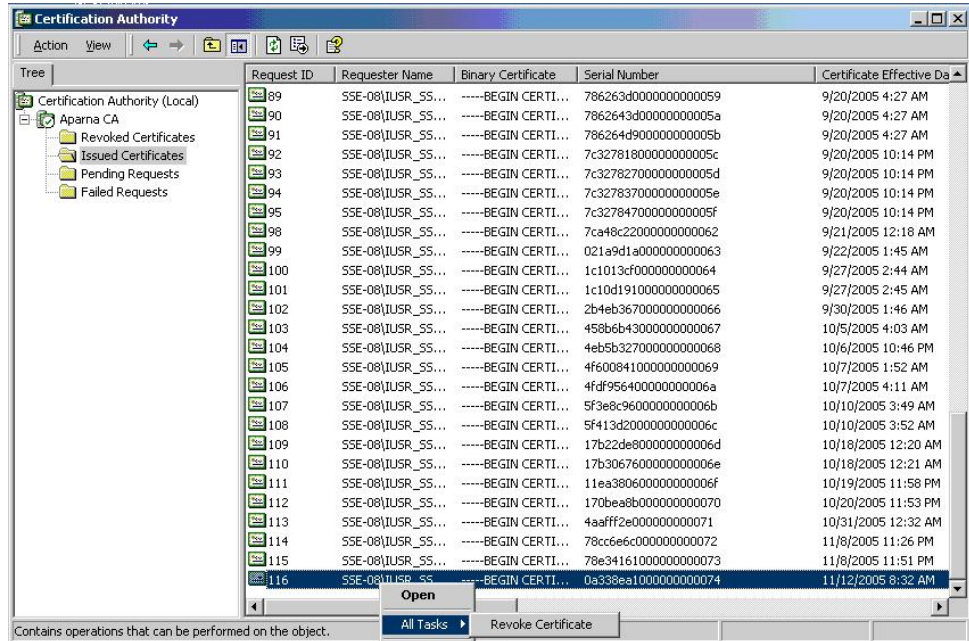 Certification Authority
Action View
Tree
Certification Authority (Local)
Aparna CA
Revoked Certificates
Issued Certificates
Pending Requests
Failed Requests
Request ID Requester Name Binary Certificate Serial Number Certificate Effective Da
89 SSE-08\IUSR_SS... -----BEGIN CERTI... 786263d0000000000059 9/20/2005 4:27 AM
90 SSE-08\IUSR_SS... -----BEGIN CERTI... 7862643d00000000005a 9/20/2005 4:27 AM
91 SSE-08\IUSR_SS... -----BEGIN CERTI... 786264d900000000005b 9/20/2005 4:27 AM
92 SSE-08\IUSR_SS... -----BEGIN CERTI... 7c32781800000000005c 9/20/2005 10:14 PM
93 SSE-08\IUSR_SS... -----BEGIN CERTI... 7c32782700000000005d 9/20/2005 10:14 PM
94 SSE-08\IUSR_SS... -----BEGIN CERTI... 7c32783700000000005e 9/20/2005 10:14 PM
95 SSE-08\IUSR_SS... -----BEGIN CERTI... 7c32784700000000005f 9/20/2005 10:14 PM
98 SSE-08\IUSR_SS... -----BEGIN CERTI... 7ca48c22000000000062 9/21/2005 12:18 AM
99 SSE-08\IUSR_SS... -----BEGIN CERTI... 021a9d1a000000000063 9/22/2005 1:45 AM
100 SSE-08\IUSR_SS... -----BEGIN CERTI... 1c1013cf000000000064 9/27/2005 2:44 AM
101 SSE-08\IUSR_SS... -----BEGIN CERTI... 1c10d191000000000065 9/27/2005 2:45 AM
102 SSE-08\IUSR_SS... -----BEGIN CERTI... 2b4eb367000000000066 9/30/2005 1:46 AM
103 SSE-08\IUSR_SS... -----BEGIN CERTI... 458b6b43000000000067 10/5/2005 4:03 AM
104 SSE-08\IUSR_SS... -----BEGIN CERTI... 4eb5b327000000000068 10/6/2005 10:46 PM
105 SSE-08\IUSR_SS... -----BEGIN CERTI... 4f600841000000000069 10/7/2005 1:52 AM
106 SSE-08\IUSR_SS... -----BEGIN CERTI... 4fdf956400000000006a 10/7/2005 4:11 AM
107 SSE-08\IUSR_SS... -----BEGIN CERTI... 5f3e8c9600000000006b 10/10/2005 3:49 AM
108 SSE-08\IUSR_SS... -----BEGIN CERTI... 5f413d2000000000006c 10/10/2005 3:52 AM
109 SSE-08\IUSR_SS... -----BEGIN CERTI... 17b22de800000000006d 10/18/2005 12:20 AM
110 SSE-08\IUSR_SS... -----BEGIN CERTI... 17b3067600000000006e 10/18/2005 12:21 AM
111 SSE-08\IUSR_SS... -----BEGIN CERTI... 11ea380600000000006f 10/19/2005 11:58 PM
112 SSE-08\IUSR_SS... -----BEGIN CERTI... 170bea8b000000000070 10/20/2005 11:53 PM
113 SSE-08\IUSR_SS... -----BEGIN CERTI... 4aafff2e000000000071 10/31/2005 12:32 AM
114 SSE-08\IUSR_SS... -----BEGIN CERTI... 78cc6e6c000000000072 11/8/2005 11:26 PM
115 SSE-08\IUSR_SS... -----BEGIN CERTI... 78e34161000000000073 11/8/2005 11:51 PM
116 SSE-08\IUSR_SS... -----BEGIN CERTI... 0a338ea1000000000074 11/12/2005 8:32 AM
Open
All Tasks Revoke Certificate
Contains operations that can be performed on the object.